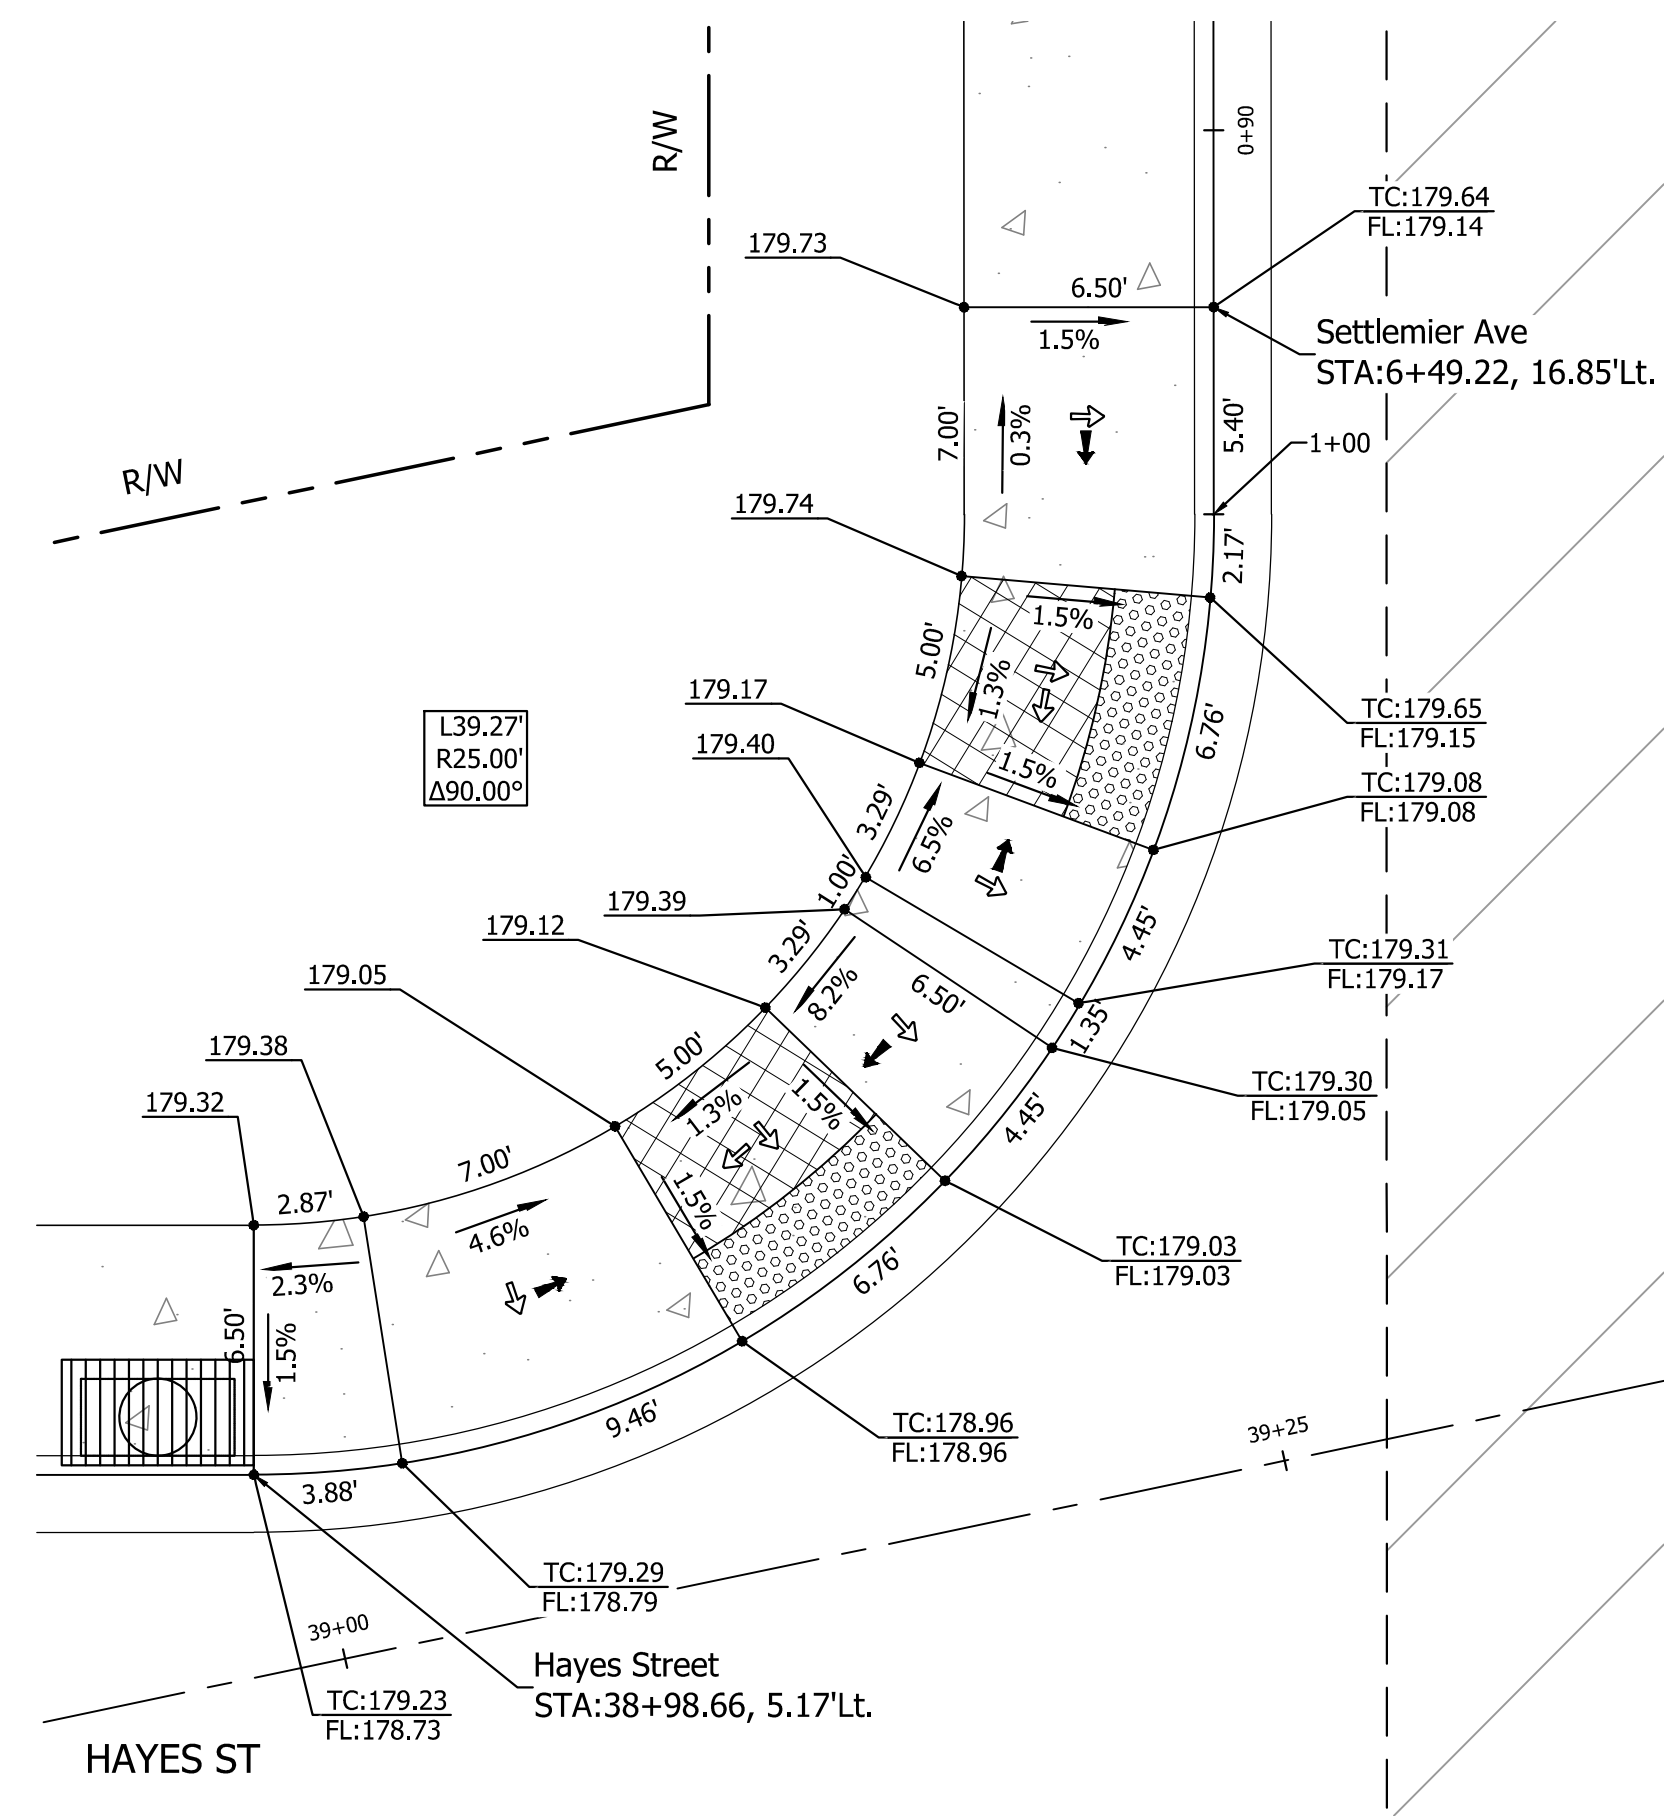 R/W
0+90
TC:179.64
FL:179.14
179.73
6.50'
1.5%
Settlemier Ave
STA:6+49.22, 16.85'Lt.
7.00'
0.3%
5.40'
1+00
R/W
179.74
2.17'
1.5%
5.00'
1.3%
179.17
179.40
L39.27'
R25.00'
Δ90.00°
TC:179.65
FL:179.15
6.76'
1.5%
TC:179.08
FL:179.08
3.29'
6.5%
1.00'
179.39
179.12
3.29'
4.45'
TC:179.31
FL:179.17
179.05
8.2%
6.50'
1.35'
179.38
5.00'
TC:179.30
FL:179.05
179.32
1.3%
1.5%
4.45'
7.00'
2.87'
1.5%
4.6%
2.3%
TC:179.03
FL:179.03
6.76'
6.50'
1.5%
9.46'
TC:178.96
FL:178.96
39+25
3.88'
TC:179.29
FL:178.79
39+00
Hayes Street
STA:38+98.66, 5.17'Lt.
TC:179.23
FL:178.73
HAYES ST